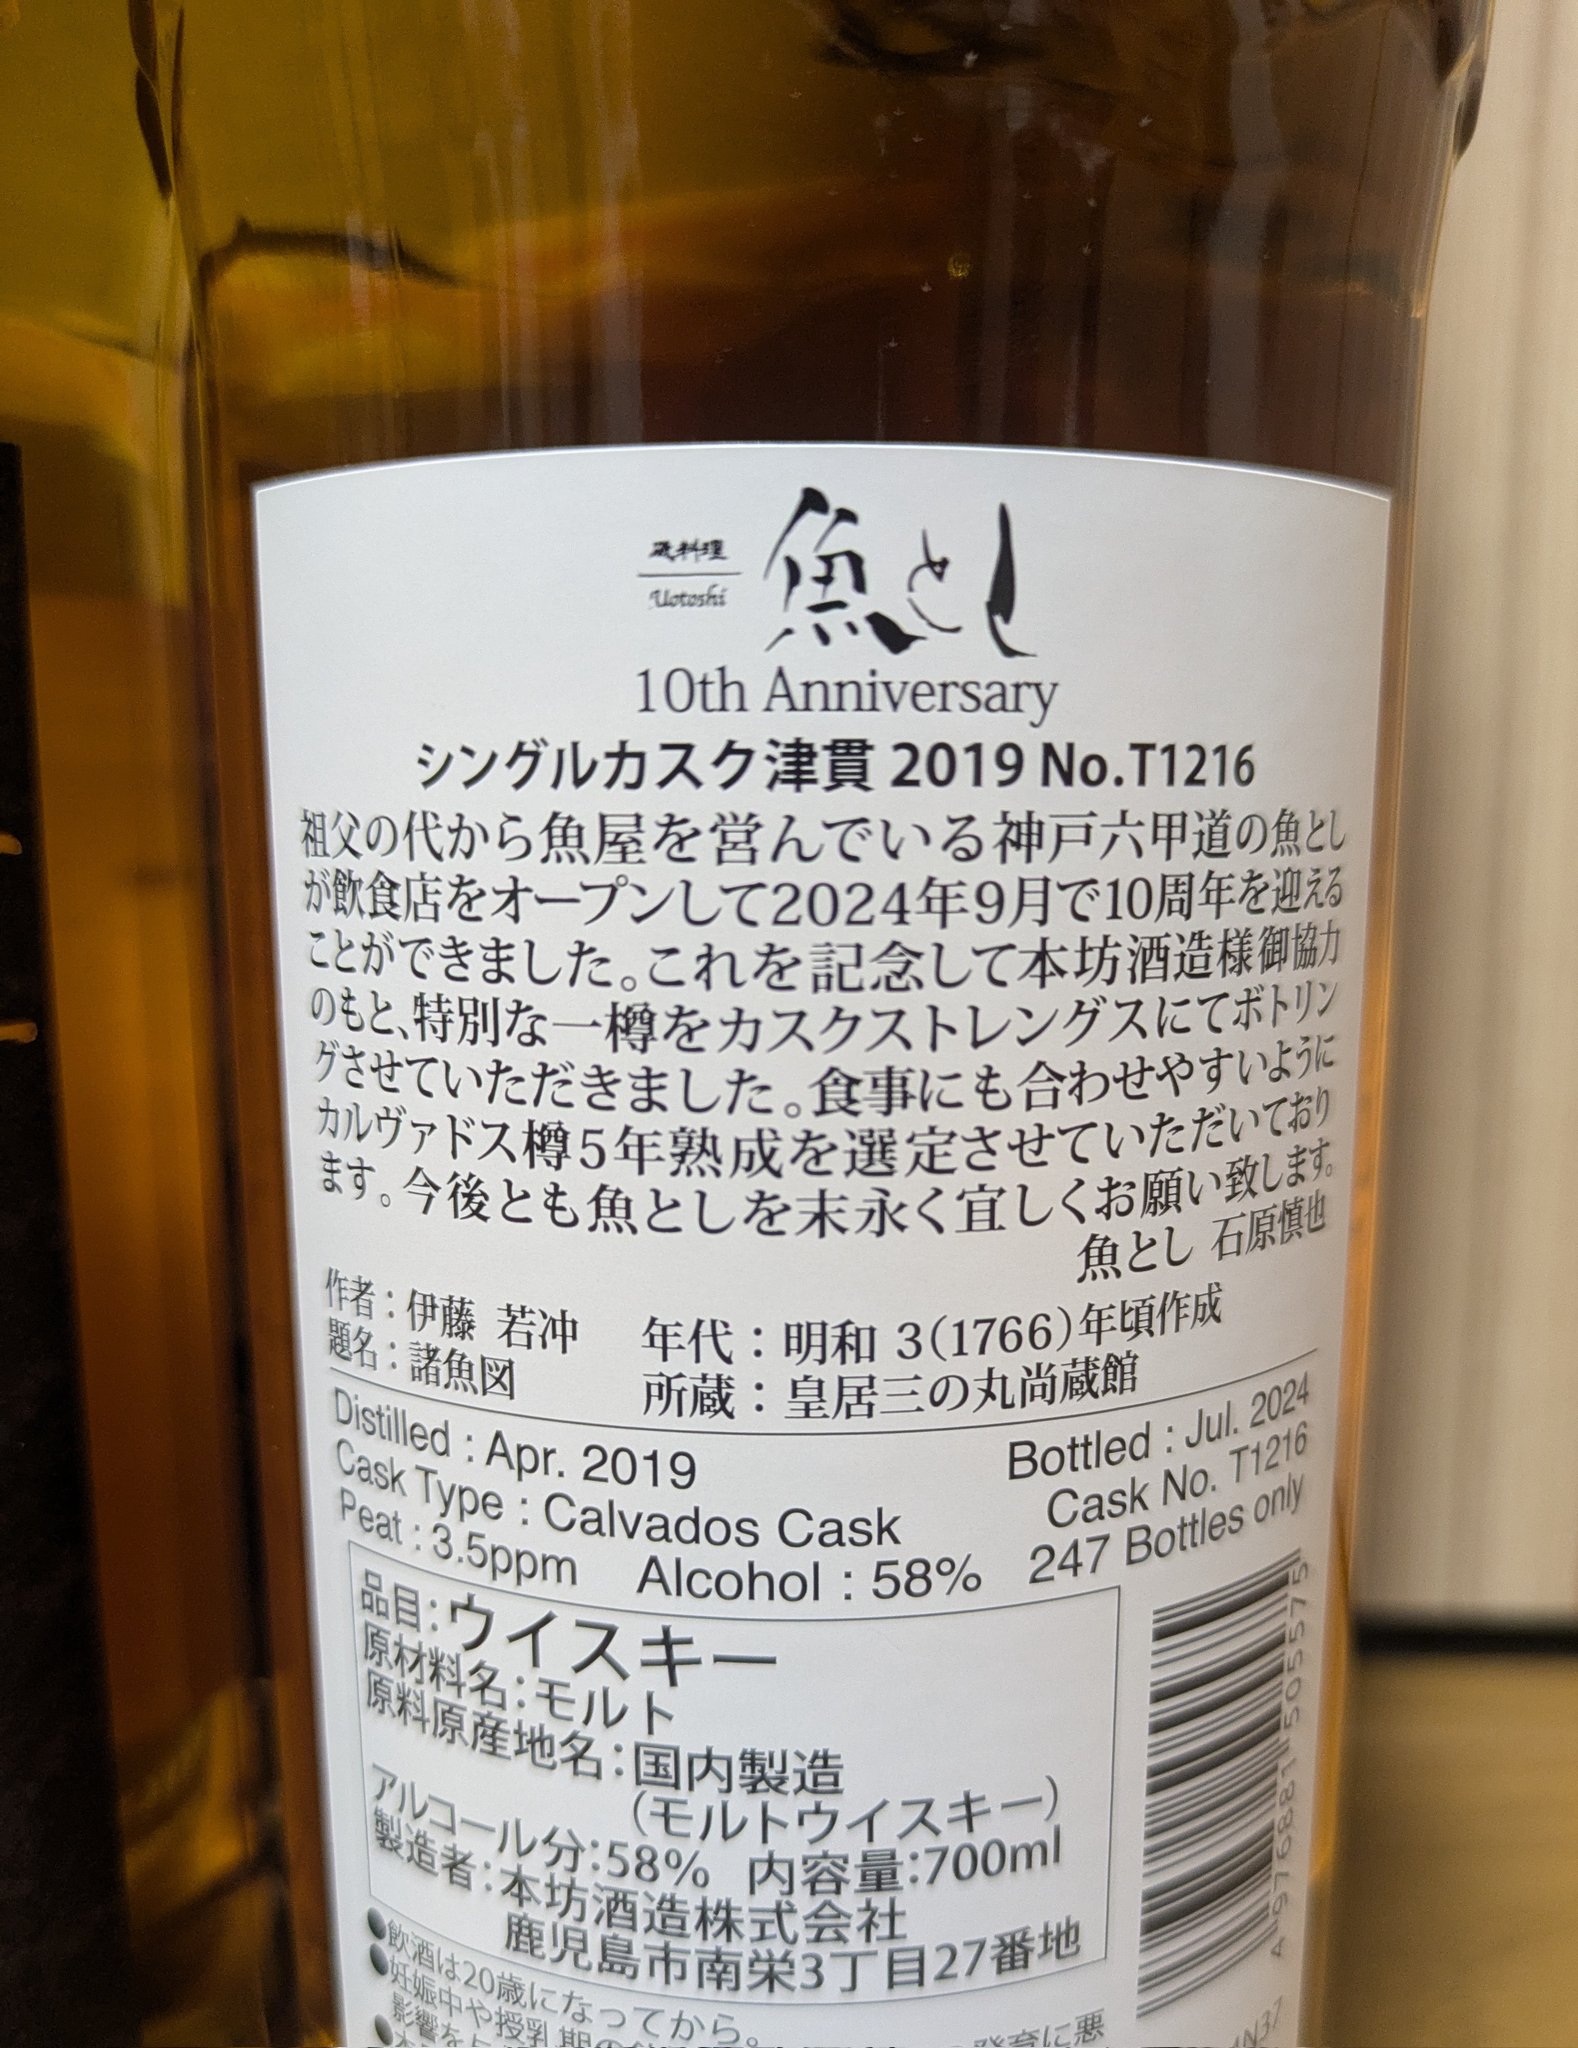 磯料理
Uotoshi
魚とし
10th Anniversary
シングルカスク津貫 2019 No.T1216
祖父の代から魚屋を営んでいる神戸六甲道の魚とし
が飲食店をオープンして2024年9月で10周年を迎える
ことができました。これを記念して本坊酒造様御協力
のもと、特別な一樽をカスクストレングスにてボトリン
グさせていただきました。食事にも合わせやすいように
カルヴァドス樽5年熟成を選定させていただいており
ます。今後とも魚としを末永く宜しくお願い致します。
魚とし 石原慎也
作者：伊藤 若冲 年代：明和 3(1766)年頃作成
題名：諸魚図 所蔵：皇居三の丸尚蔵館
Distilled : Apr. 2019 Bottled : Jul. 2024
Cask Type : Calvados Cask Cask No. T1216
Peat : 3.5ppm Alcohol : 58% 247 Bottles only
品目：ウイスキー
原材料名：モルト
原料原産地名：国内製造
（モルトウイスキー）
アルコール分：58% 内容量：700ml
製造者：本坊酒造株式会社
鹿児島市南栄3丁目27番地
4976881505575
●飲酒は20歳になってから。
●妊娠中や授乳期の
発育に悪
影響を